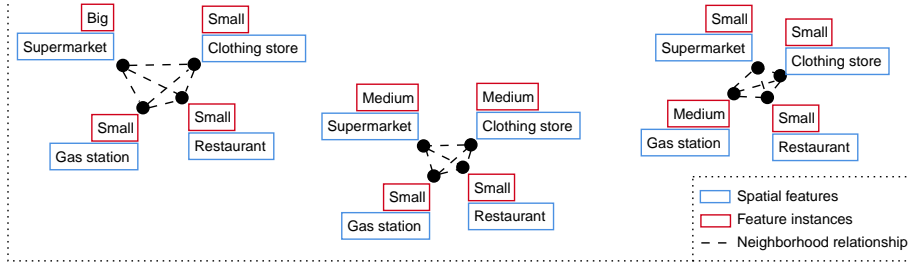 Big
Supermarket
Small
Clothing store
Small
Gas station
Small
Restaurant
Medium
Supermarket
Medium
Clothing store
Small
Gas station
Small
Restaurant
Small
Supermarket
Small
Clothing store
Medium
Gas station
Small
Restaurant
Spatial features
Feature instances
Neighborhood relationship